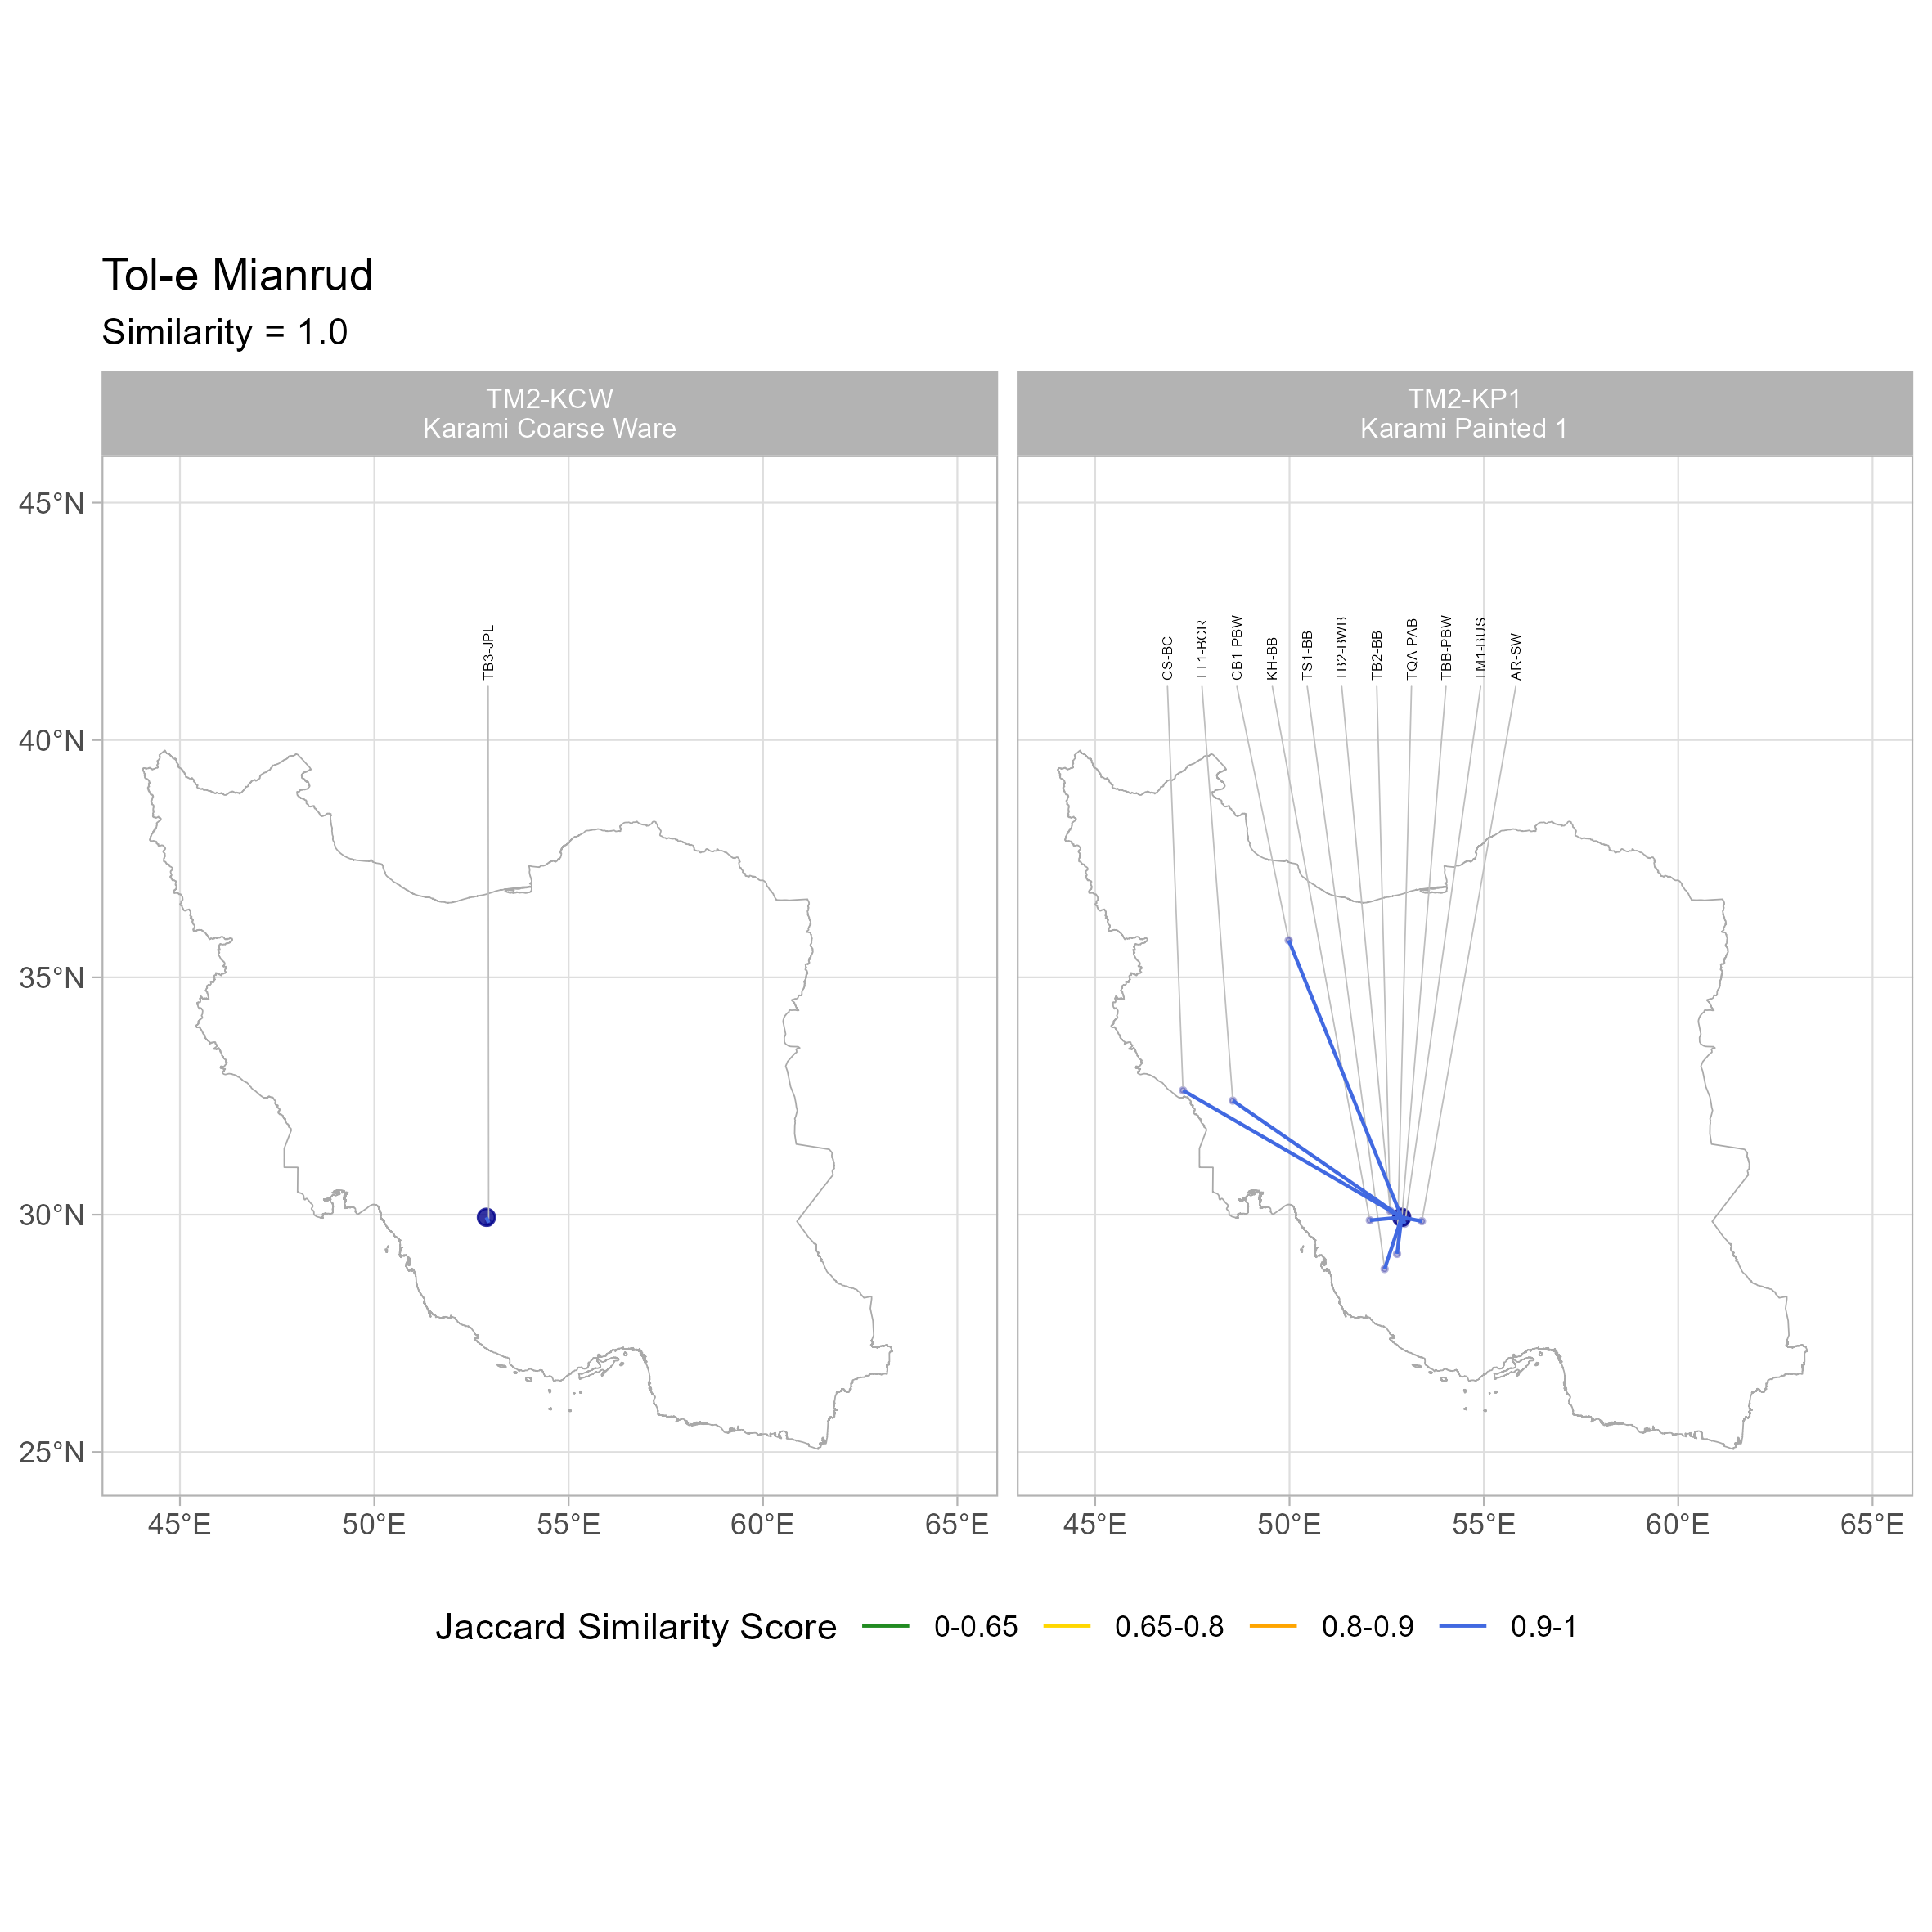 Tol-e Mianrud
Similarity = 1.0
TM2-KCW
Karami Coarse Ware
TM2-KP1
Karami Painted 1
TB3-JPL
CS-BC
TT1-BCR
CB1-PBW
KH-BB
TS1-BB
TB2-BWB
TB2-BB
TQA-PAB
TBB-PBW
TM1-BUS
AR-SW
45°N
40°N
35°N
30°N
25°N
45°E 50°E 55°E 60°E 65°E
45°E 50°E 55°E 60°E 65°E
Jaccard Similarity Score 0-0.65 0.65-0.8 0.8-0.9 0.9-1